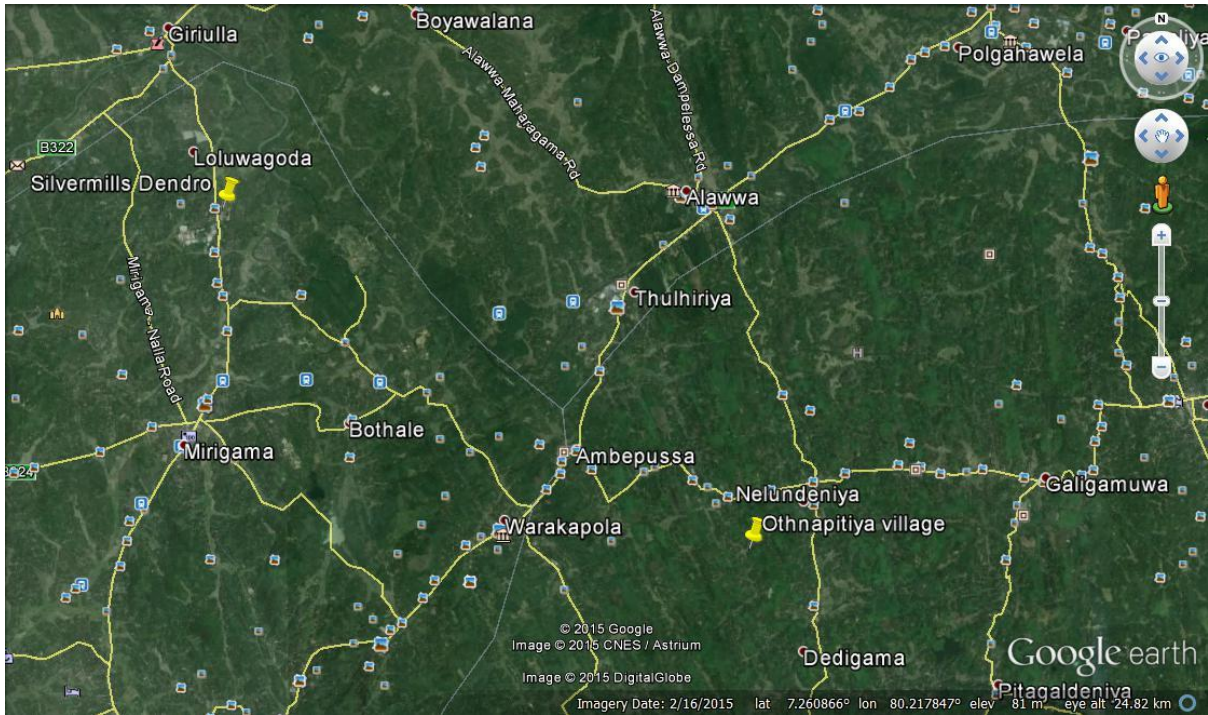 Giriulla
Boyawalana
Alawwa-Maharagama Rd
Alawwa-Dampelessa Rd
Polgahawela
N
B322
Loluwagoda
Silvermills Dendro
Alawwa
Mirigama - Nalla Road
Thulhiriya
Bothale
Mirigama
Ambepussa
Nelundeniya
Galigamuwa
Warakapola
Othnapitiya village
© 2015 Google
Image © 2015 CNES / Astrium
Image © 2015 DigitalGlobe
Dedigama
Google earth
Pitagaldeniya
Imagery Date: 2/16/2015 lat 7.260866° lon 80.217847° elev 81 m eye alt 24.82 km